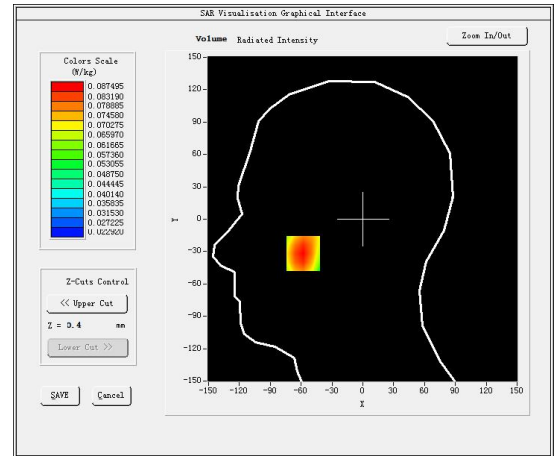 SAR Visualisation Graphical Interface
Volume Radiated Intensity
Zoom In/Out
Colors Scale
(W/kg)
0.087495
0.083190
0.078885
0.074580
0.070275
0.065970
0.061665
0.057360
0.053055
0.048750
0.044445
0.040140
0.035835
0.031530
0.027225
0.022920
Z-Cuts Control
<< Upper Cut
Z = 0.4 mm
Lower Cut >>
SAVE Cancel
150
120
90
60
30
0
-30
-60
-90
-120
-150
Y
-150 -120 -90 -60 -30 0 30 60 90 120 150
X